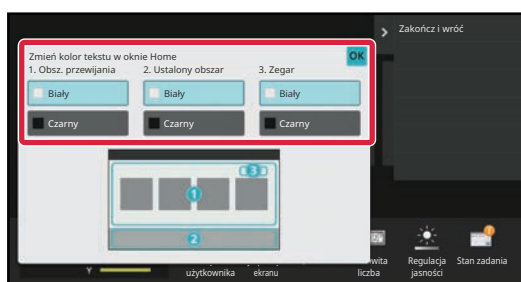 Zakończ i wróć
Zmień kolor tekstu w oknie Home
OK
1. Obsz. przewijania 2. Ustalony obszar 3. Zegar
Biały Biały Biały
Czarny Czarny Czarny
3
1
2
Y użytkownika ekranu liczba Regulacja jasności Stan zadania